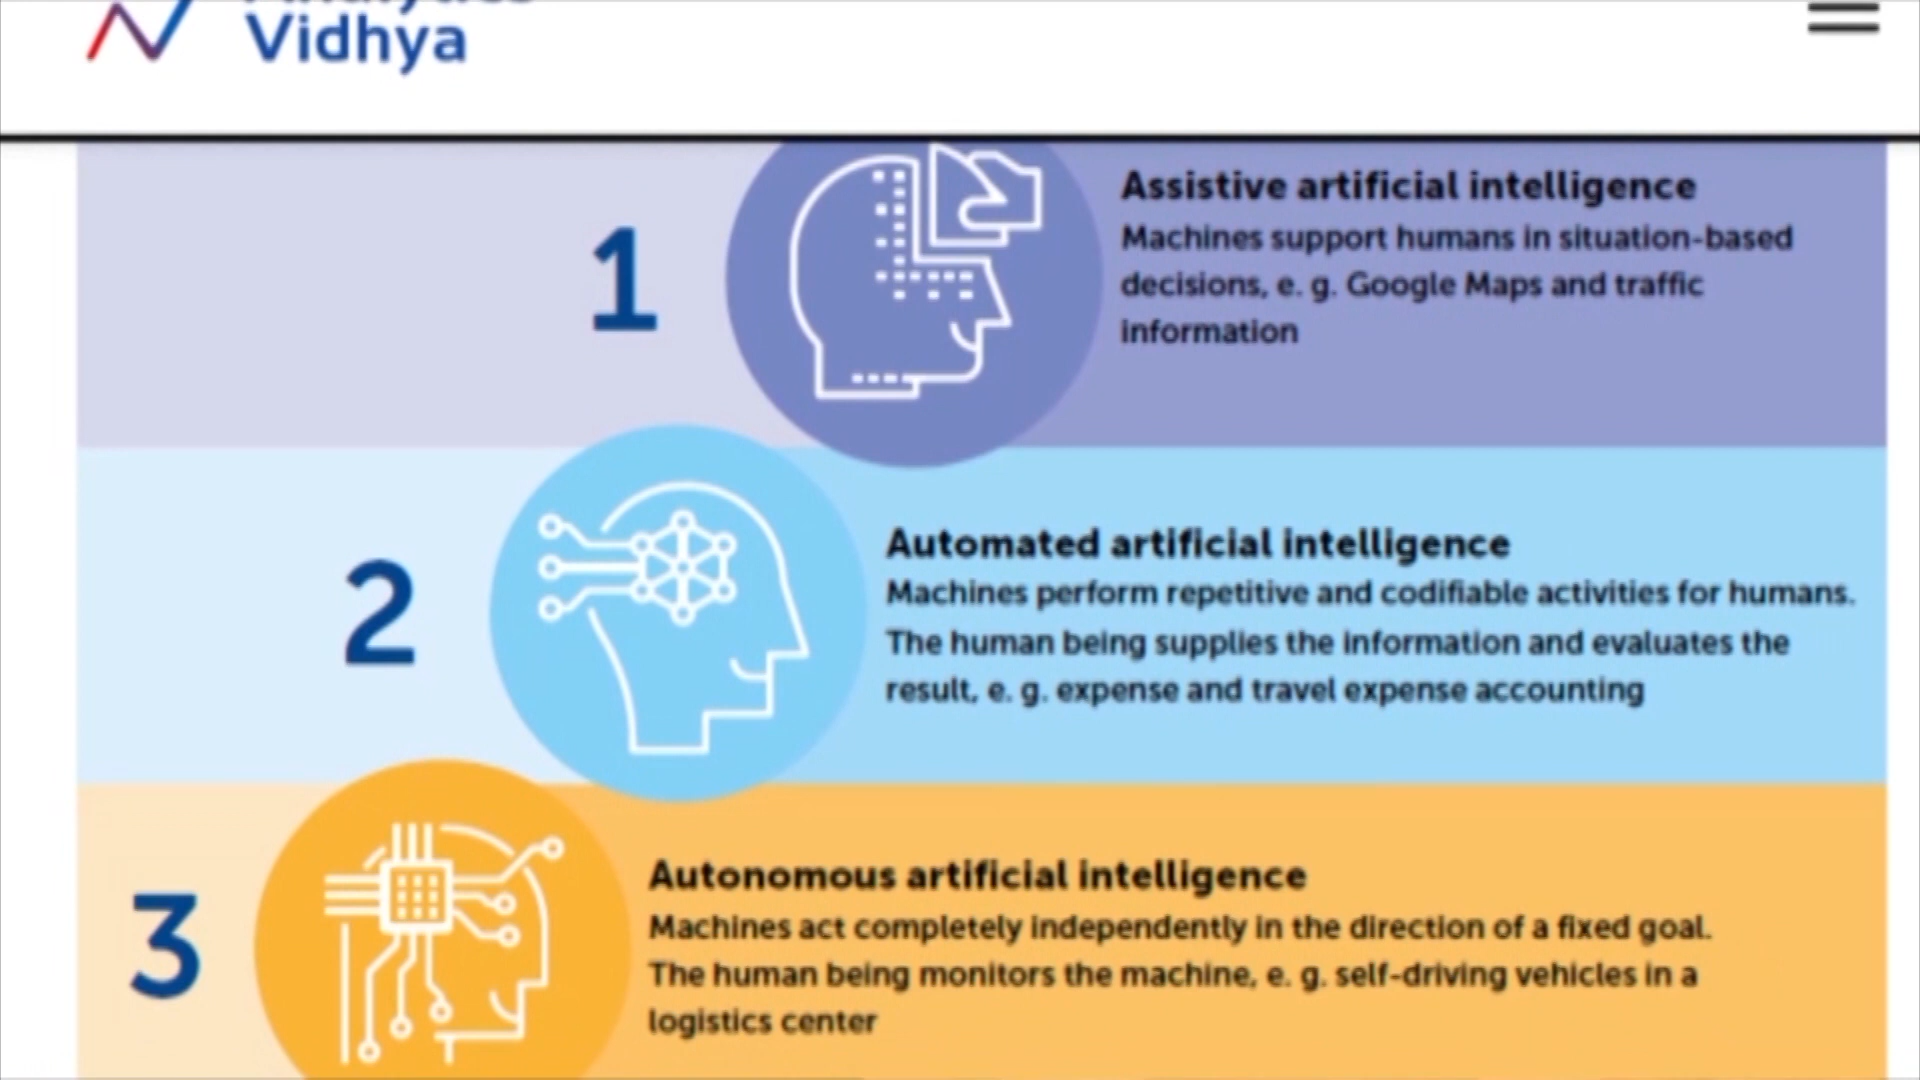 Vidhya
1
Assistive artificial intelligence
Machines support humans in situation-based
decisions, e. g. Google Maps and traffic
information
2
Automated artificial intelligence
Machines perform repetitive and codifiable activities for humans.
The human being supplies the information and evaluates the
result, e. g. expense and travel expense accounting
3
Autonomous artificial intelligence
Machines act completely independently in the direction of a fixed goal.
The human being monitors the machine, e. g. self-driving vehicles in a
logistics center